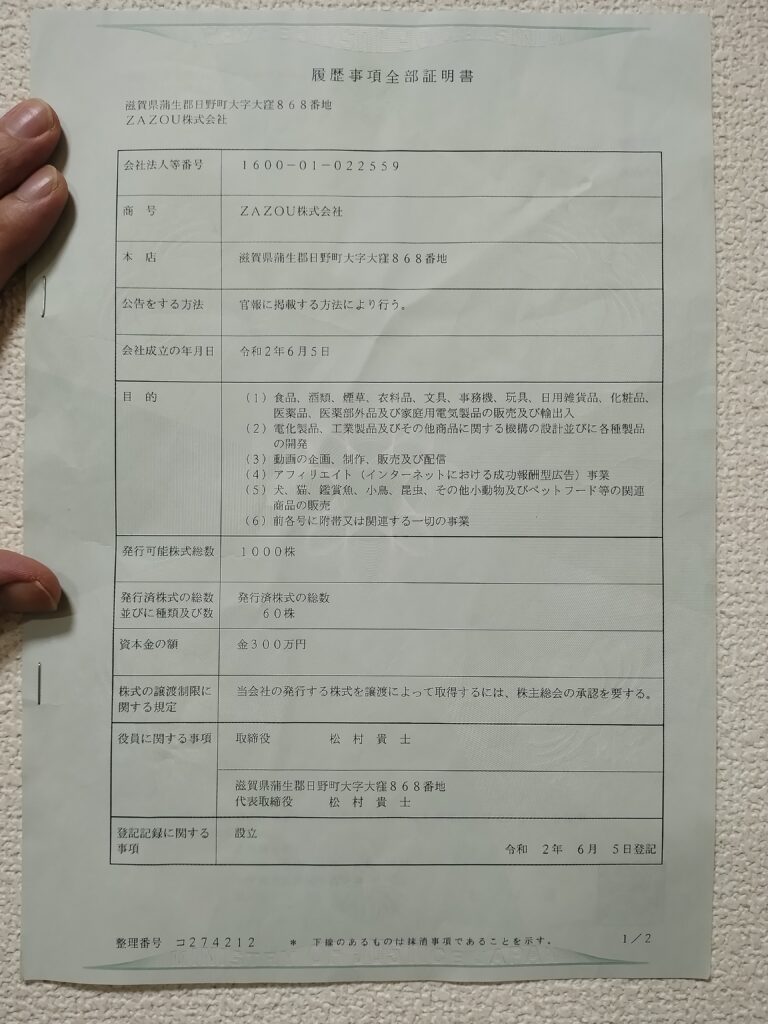 履歴事項全部証明書
滋賀県蒲生郡日野町大字大窪８６８番地
ＺＡＺＯＵ株式会社
会社法人等番号　１６００－０１－０２２５５９
商　号　ＺＡＺＯＵ株式会社
本　店　滋賀県蒲生郡日野町大字大窪８６８番地
公告をする方法　官報に掲載する方法により行う。
会社成立の年月日　令和２年６月５日
目　的　（１）食品、酒類、煙草、衣料品、文具、事務機、玩具、日用雑貨品、化粧品、
医薬品、医薬部外品及び家庭用電気製品の販売及び輸出入
（２）電化製品、工業製品及びその他商品に関する機構の設計並びに各種製品
の開発
（３）動画の企画、制作、販売及び配信
（４）アフィリエイト（インターネットにおける成功報酬型広告）事業
（５）犬、猫、鑑賞魚、小鳥、昆虫、その他小動物及びペットフード等の関連
商品の販売
（６）前各号に附帯又は関連する一切の事業
発行可能株式総数　１０００株
発行済株式の総数　発行済株式の総数
並びに種類及び数　６０株
資本金の額　金３００万円
株式の譲渡制限に　当会社の発行する株式を譲渡によって取得するには、株主総会の承認を要する。
関する規定
役員に関する事項　取締役　松　村　貴　士
滋賀県蒲生郡日野町大字大窪８６８番地
代表取締役　松　村　貴　士
登記記録に関する　設立
事項　令和　２年　６月　５日登記
整理番号　コ２７４２１２　＊　下線のあるものは抹消事項であることを示す。　１／２